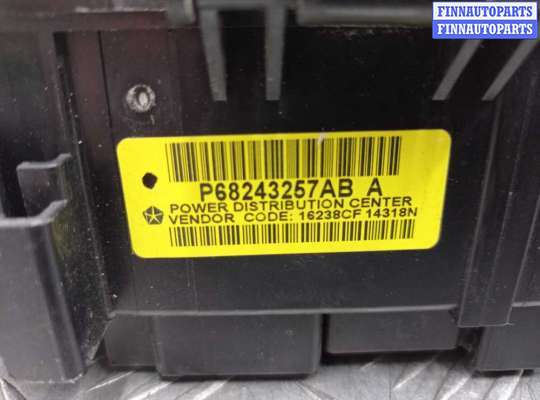 FINNAUTOPARTS
FINNAUTOPARTS
P68243257AB A
POWER DISTRIBUTION CENTER
VENDOR CODE: 16238CF 14318N